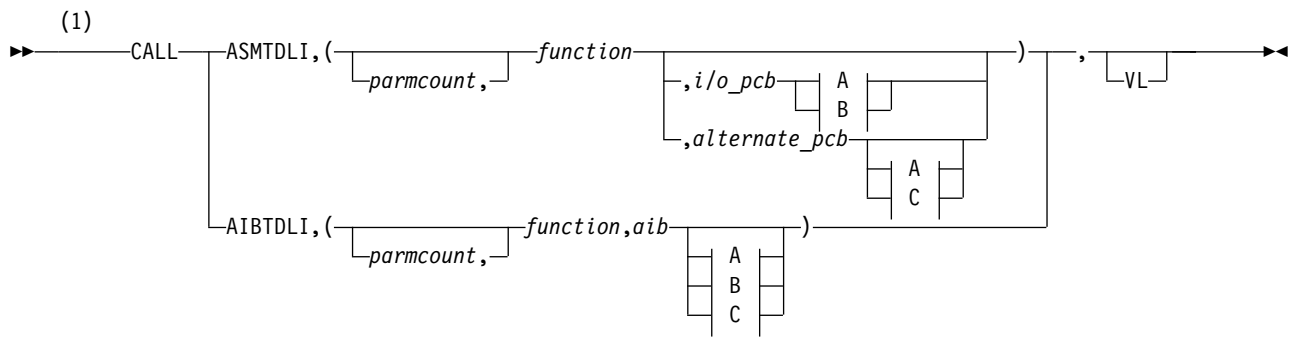 (1)
CALL ASMTDLI,( parmcount, function ,i/o_pcb A B ,alternate_pcb A C ) , VL
AIBTDLI,( parmcount, function,aib A B C )